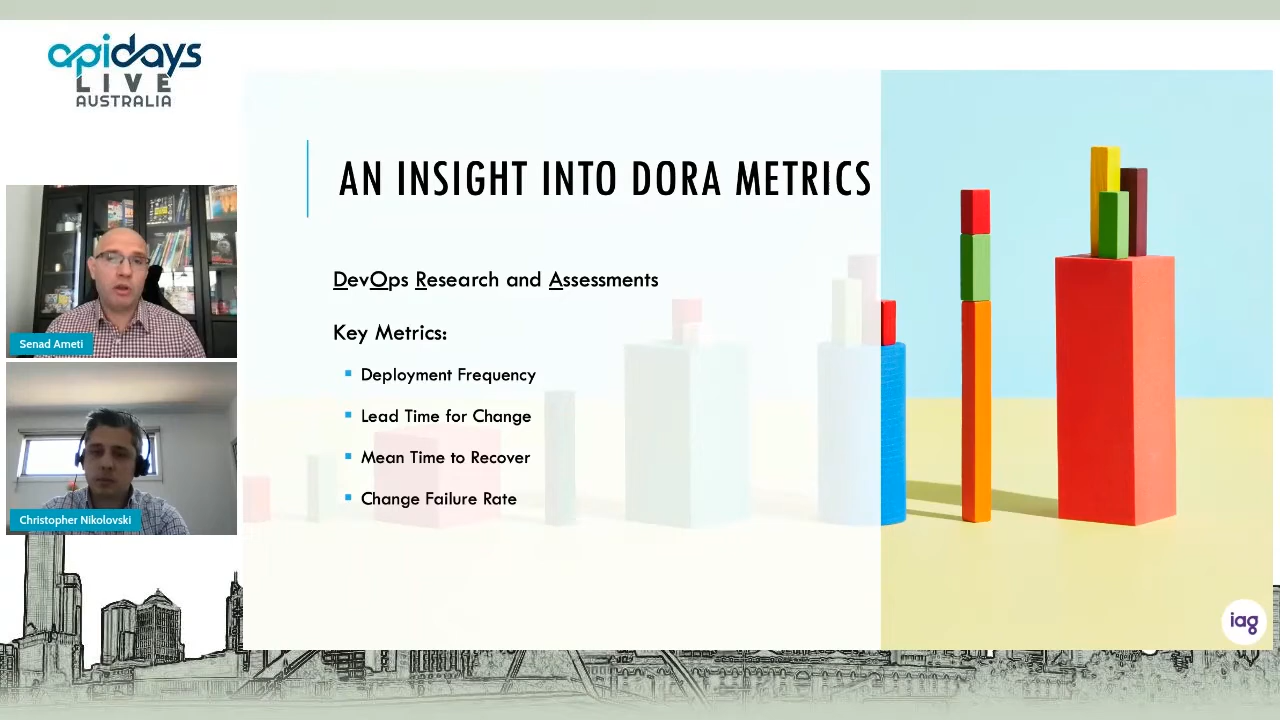 apidays
LIVE
AUSTRALIA
AN INSIGHT INTO DORA METRICS
DevOps Research and Assessments
Key Metrics:
Deployment Frequency
Lead Time for Change
Mean Time to Recover
Change Failure Rate
Senad Ameti
Christopher Nikolovski
iag